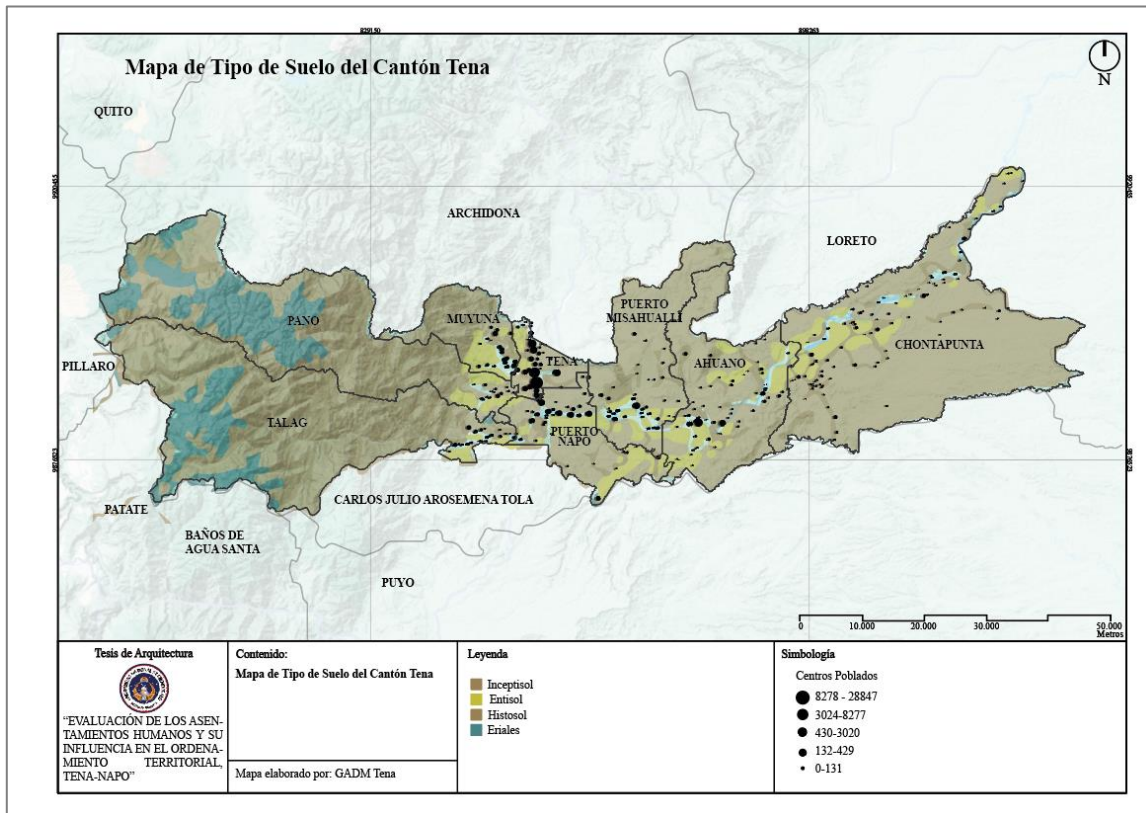 829150
898263
Mapa de Tipo de Suelo del Cantón Tena
N
QUITO
ARCHIDONA
LORETO
PUERTO
MISAHUALLÍ
MUYUNA
PANO
TENA
AHUANO
CHONTAPUNTA
PILLARO
TALAG
PUERTO
NAPO
CARLOS JULIO AROSEMENA TOLA
PATATE
BAÑOS DE
AGUA SANTA
PUYO
0 10.000 20.000 30.000 50.000
Metros
Tesis de Arquitectura
“EVALUACIÓN DE LOS ASEN-
TAMIENTOS HUMANOS Y SU
INFLUENCIA EN EL ORDENA-
MIENTO TERRITORIAL,
TENA-NAPO”
Contenido:
Mapa de Tipo de Suelo del Cantón Tena
Mapa elaborado por: GADM Tena
Leyenda
Inceptisol
Entisol
Histosol
Eriales
Simbología
Centros Poblados
8278 - 28847
3024-8277
430-3020
132-429
0-131